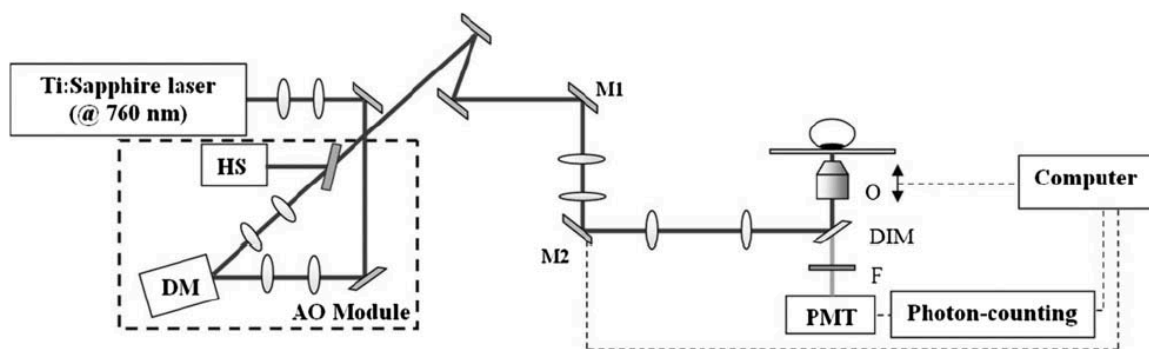 Ti:Sapphire laser
(@ 760 nm)
M1
HS
O
Computer
DM
M2
DIM
F
AO Module
PMT
Photon-counting